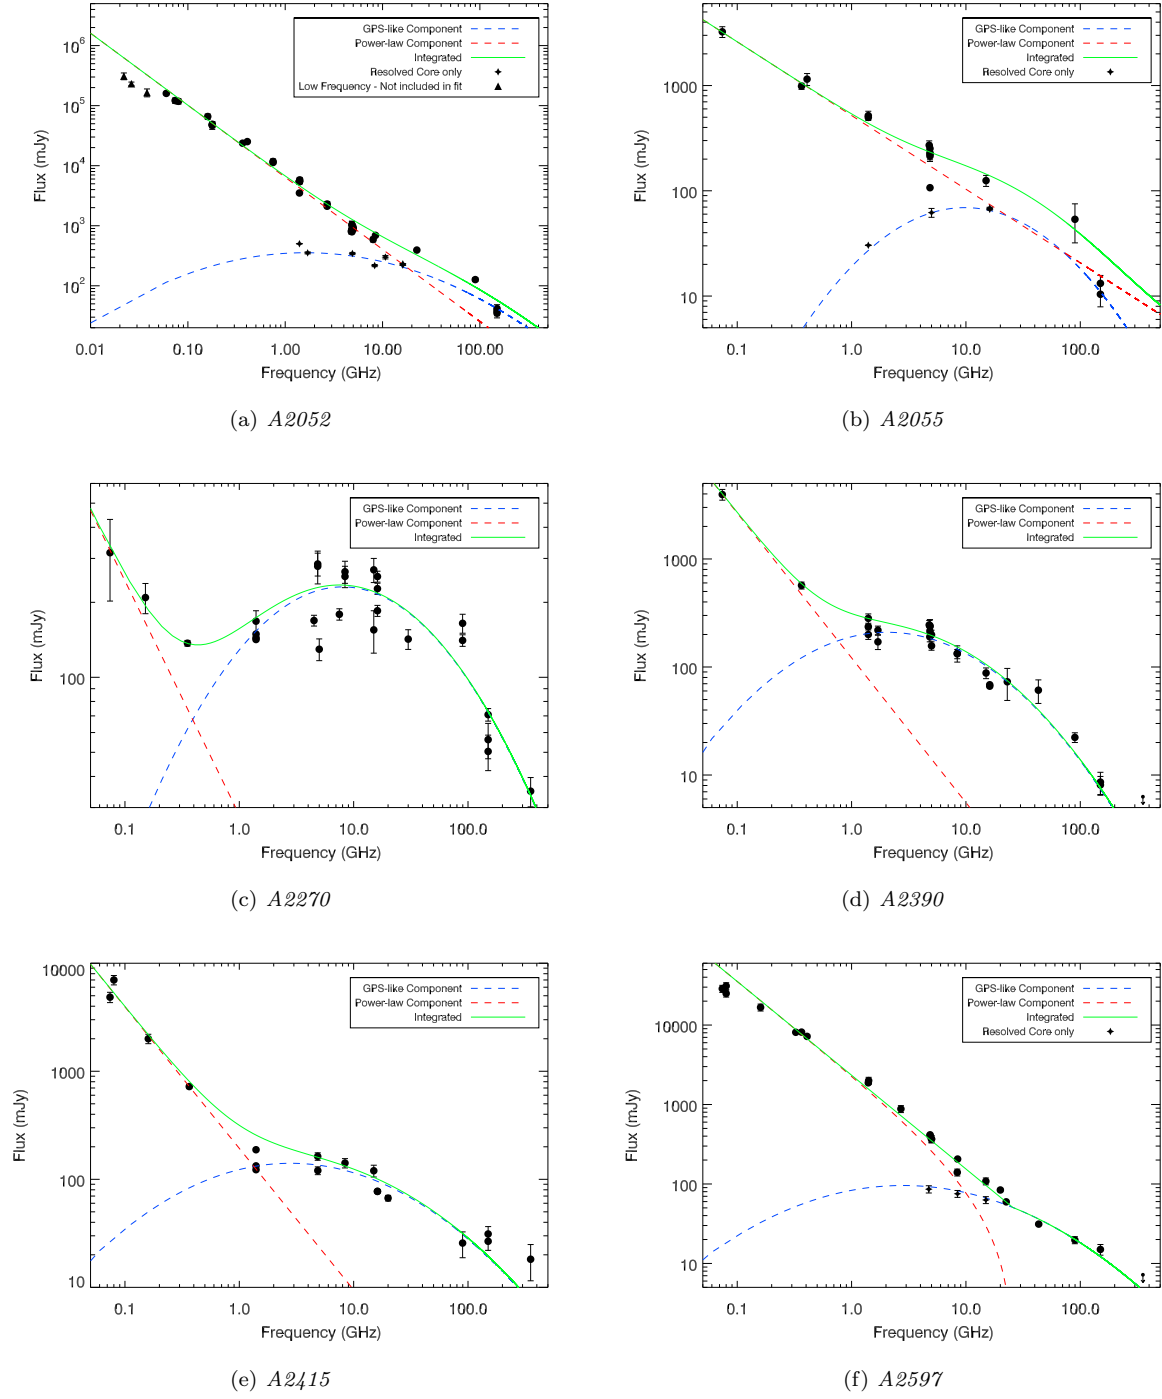 GPS-like Component
Power-law Component
Integrated
Resolved Core only
Low Frequency - Not included in fit
10^6
10^5
10^4
10^3
10^2
Flux (mJy)
0.01 0.10 1.00 10.00 100.00
Frequency (GHz)
(a) A2052
GPS-like Component
Power-law Component
Integrated
Resolved Core only
1000
100
10
Flux (mJy)
0.1 1.0 10.0 100.0
Frequency (GHz)
(b) A2055
GPS-like Component
Power-law Component
Integrated
100
Flux (mJy)
0.1 1.0 10.0 100.0
Frequency (GHz)
(c) A2270
GPS-like Component
Power-law Component
Integrated
1000
100
10
Flux (mJy)
0.1 1.0 10.0 100.0
Frequency (GHz)
(d) A2390
GPS-like Component
Power-law Component
Integrated
10000
1000
100
10
Flux (mJy)
0.1 1.0 10.0 100.0
Frequency (GHz)
(e) A2415
GPS-like Component
Power-law Component
Integrated
Resolved Core only
10000
1000
100
10
Flux (mJy)
0.1 1.0 10.0 100.0
Frequency (GHz)
(f) A2597